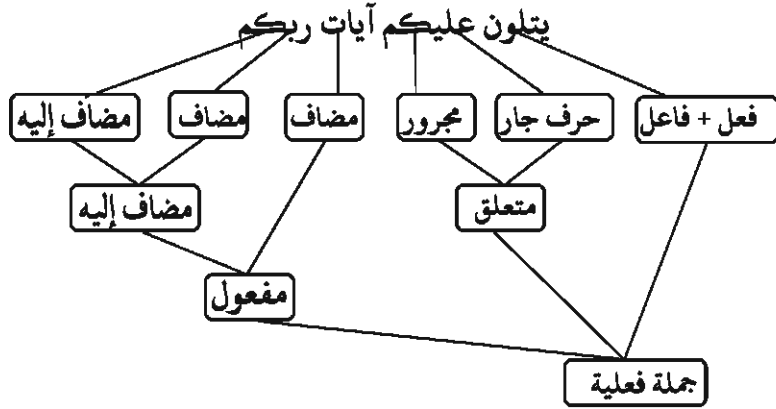 يتلون عليكم آيات ربكم
فعل + فاعل
حرف جار
مجرور
مضاف
مضاف
مضاف إليه
متعلق
مضاف إليه
مفعول
جملة فعلية